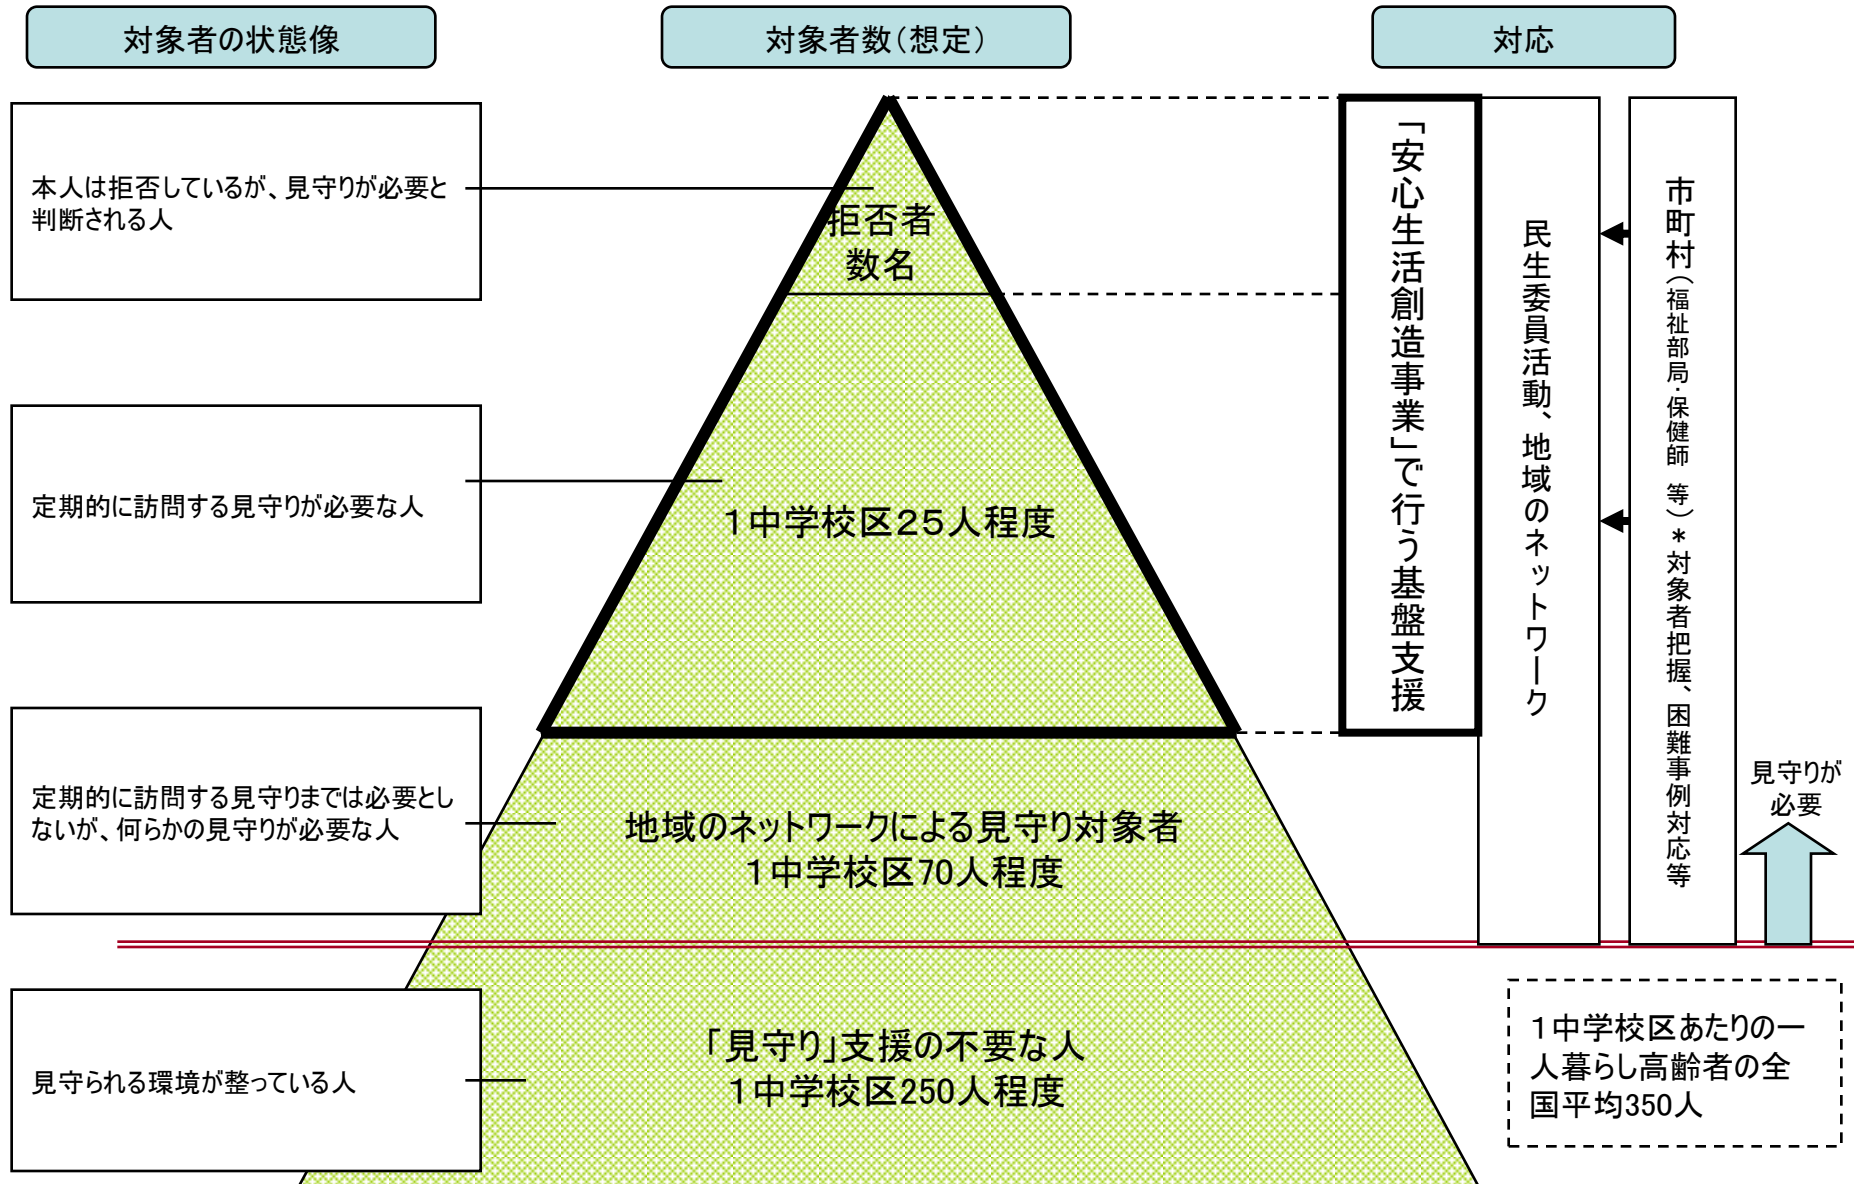 対象者の状態像
対象者数（想定）
対応
本人は拒否しているが、見守りが必要と
判断される人
定期的に訪問する見守りが必要な人
定期的に訪問する見守りまでは必要とし
ないが、何らかの見守りが必要な人
見守られる環境が整っている人
拒否者
数名
１中学校区２５人程度
地域のネットワークによる見守り対象者
１中学校区70人程度
「見守り」支援の不要な人
１中学校区250人程度
「安心生活創造事業」で行う基盤支援
民生委員活動、地域のネットワーク
市町村（福祉部局・保健師 等）＊対象者把握、困難事例対応等
見守りが
必要
１中学校区あたりの一
人暮らし高齢者の全
国平均350人